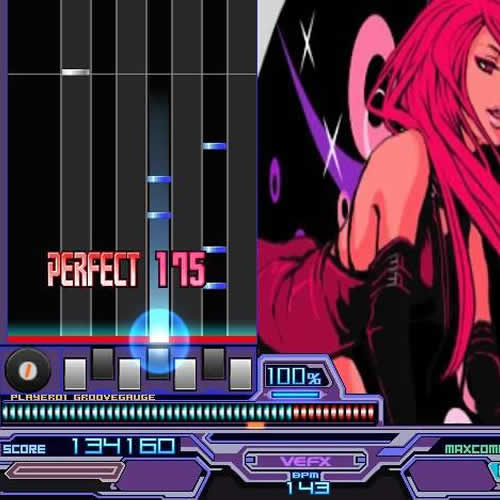 PERFECT 175
100%
PLAYER01 GROOVEGAUGE
SCORE 134160
MAXCOM
VEFX
BPM
143